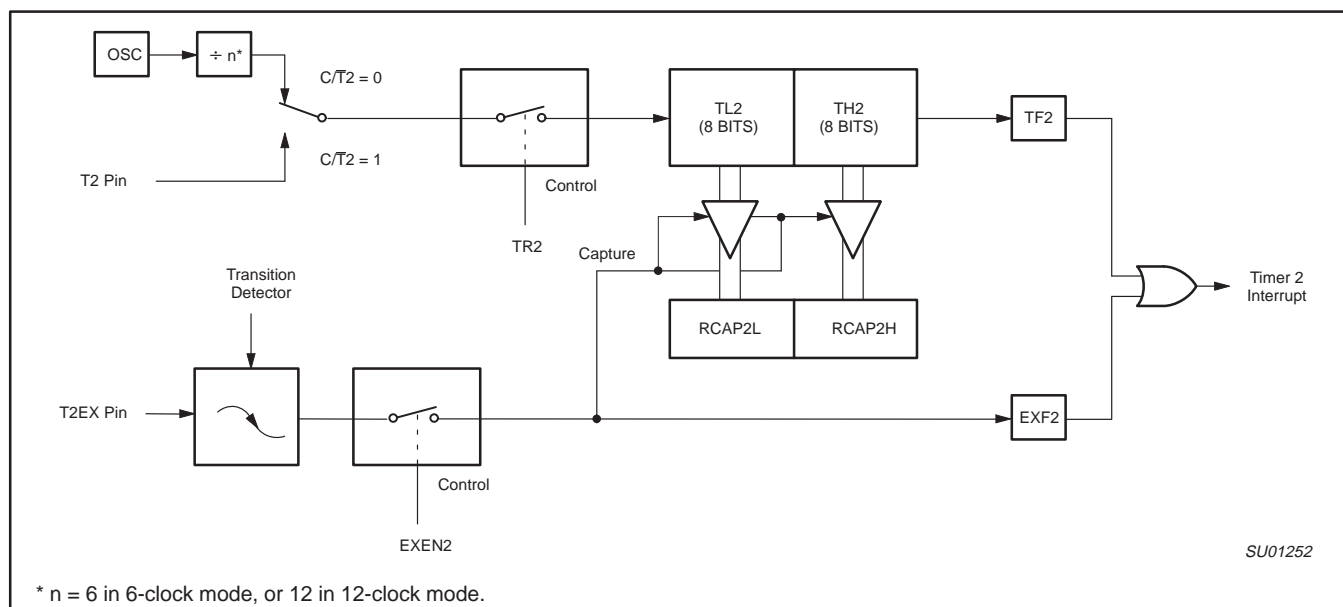 OSC
÷ n*
C/T̅2 = 0
C/T̅2 = 1
T2 Pin
Control
TR2
TL2
(8 BITS)
TH2
(8 BITS)
TF2
Capture
RCAP2L
RCAP2H
Timer 2
Interrupt
Transition
Detector
T2EX Pin
Control
EXEN2
EXF2
SU01252
* n = 6 in 6-clock mode, or 12 in 12-clock mode.